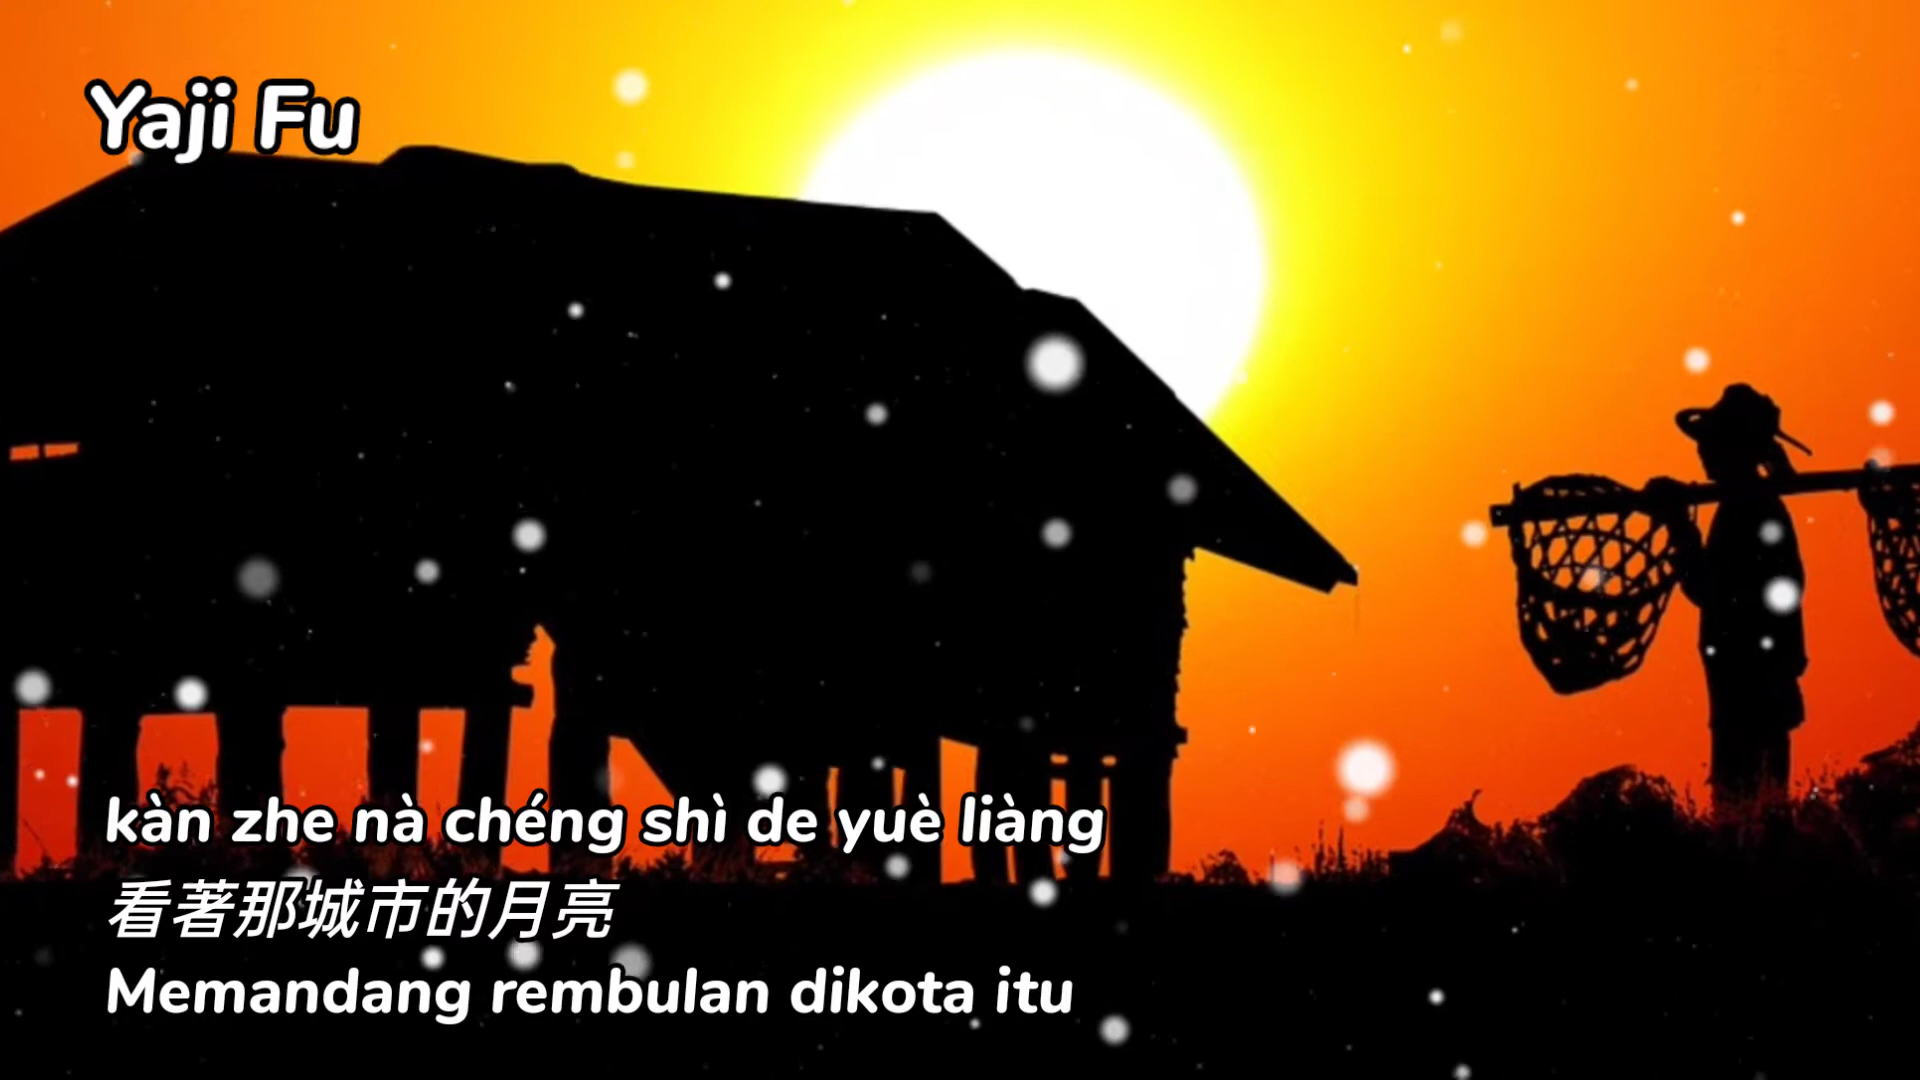 Yaji Fu
kàn zhe nà chéng shì de yuè liàng
看著那城市的月亮
Memandang rembulan dikota itu